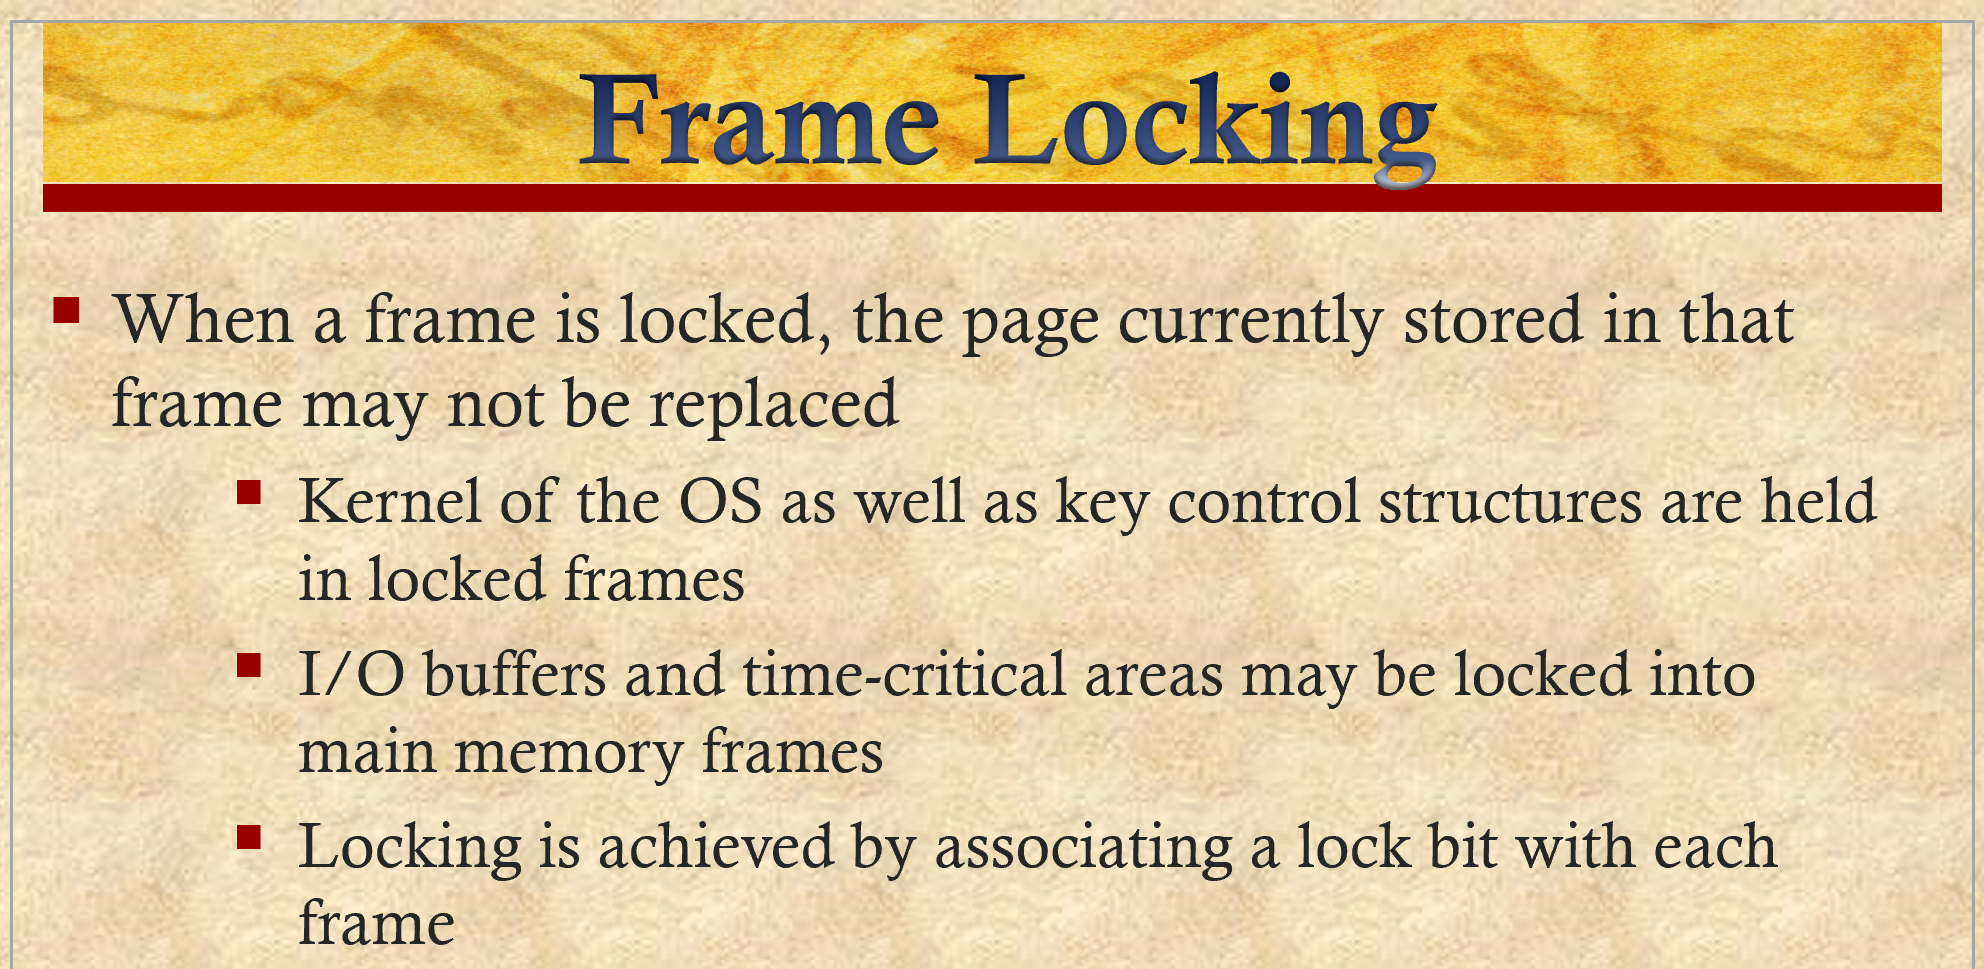 Frame Locking
When a frame is locked, the page currently stored in that
frame may not be replaced
Kernel of the OS as well as key control structures are held
in locked frames
I/O buffers and time-critical areas may be locked into
main memory frames
Locking is achieved by associating a lock bit with each
frame